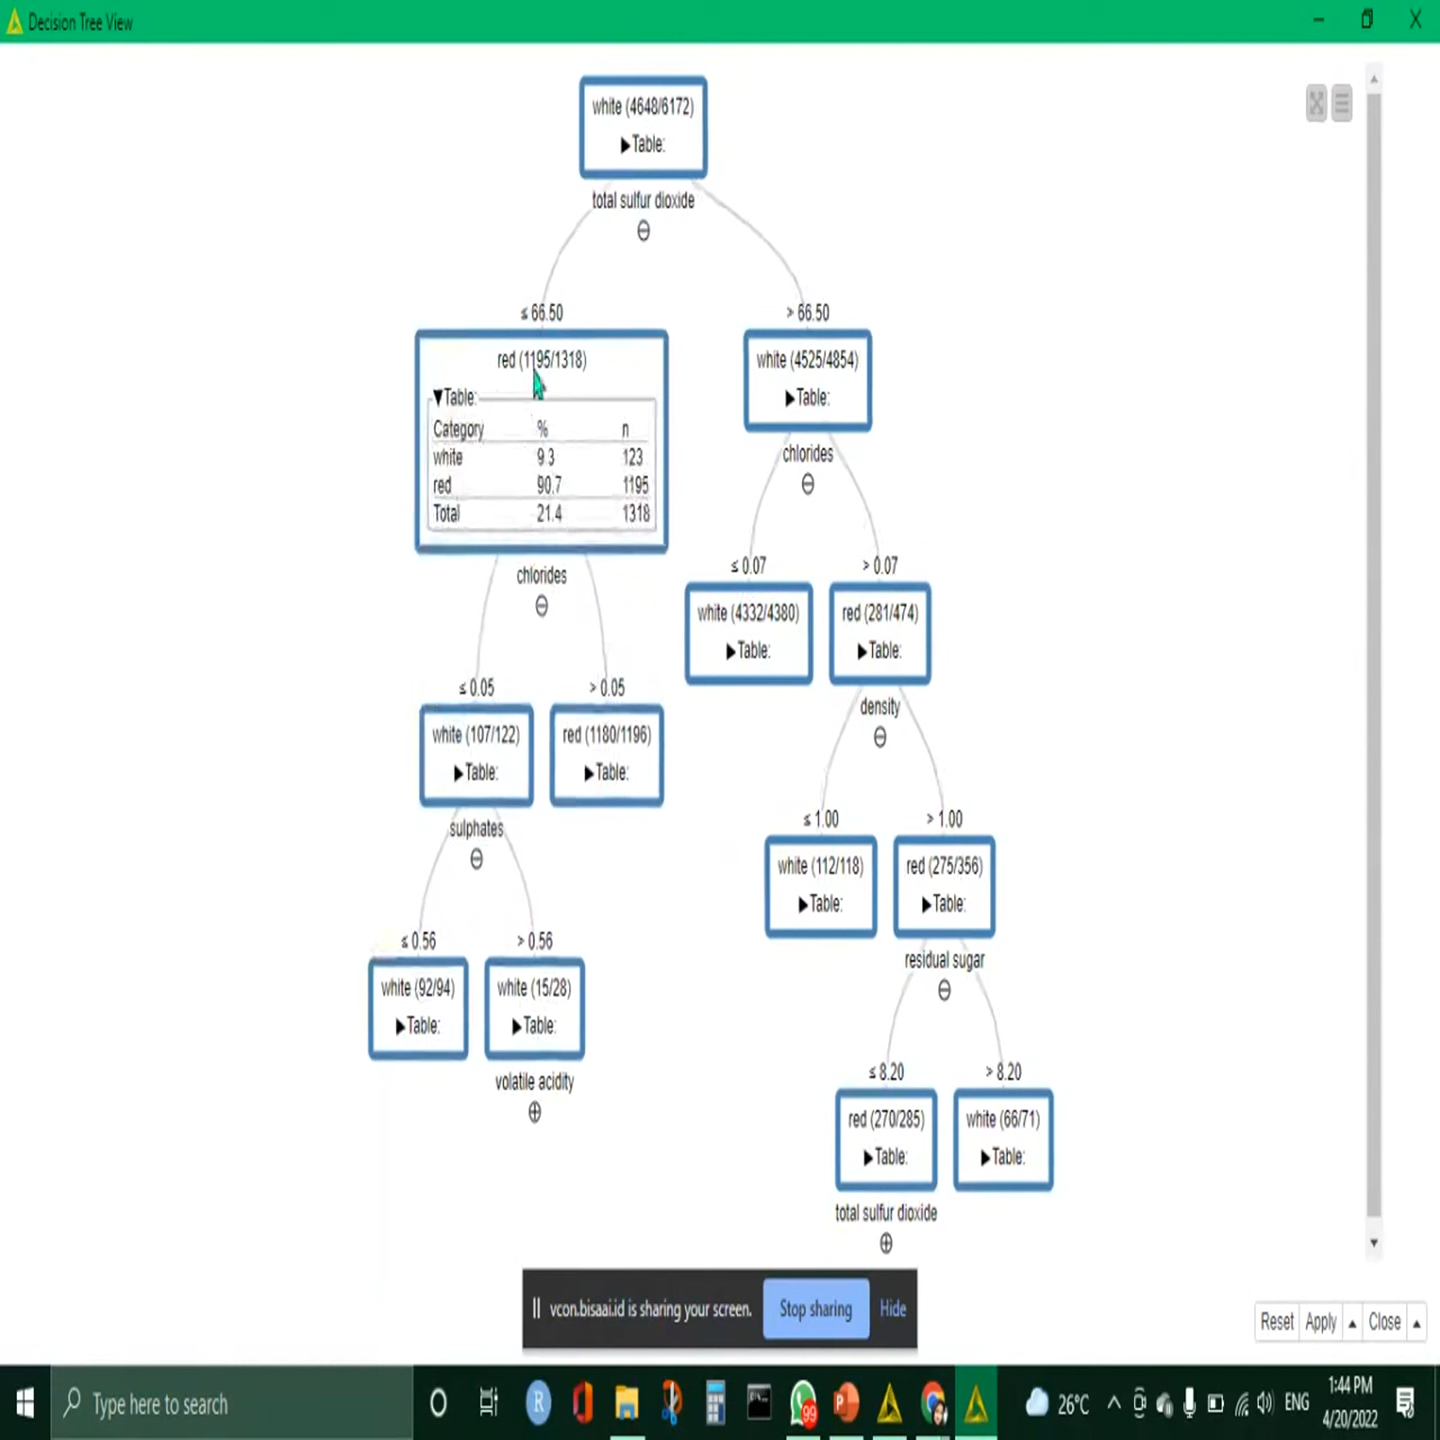 Decision Tree View
white (4648/6172)
▶Table:
total sulfur dioxide
≤ 66.50
> 66.50
red (1195/1318)
▼Table:
Category % n
white 9.3 123
red 90.7 1195
Total 21.4 1318
white (4525/4854)
▶Table:
chlorides
chlorides
≤ 0.07
> 0.07
white (4332/4380)
▶Table:
red (281/474)
▶Table:
≤ 0.05
> 0.05
white (107/122)
▶Table:
red (1180/1196)
▶Table:
density
sulphates
≤ 1.00
> 1.00
white (112/118)
▶Table:
red (275/356)
▶Table:
≤ 0.56
> 0.56
white (92/94)
▶Table:
white (15/28)
▶Table:
residual sugar
volatile acidity
≤ 8.20
> 8.20
red (270/285)
▶Table:
white (66/71)
▶Table:
total sulfur dioxide
vcon.bisaai.id is sharing your screen.
Stop sharing
Hide
Reset Apply Close
Type here to search
R
99
P
26°C
ENG
1:44 PM
4/20/2022